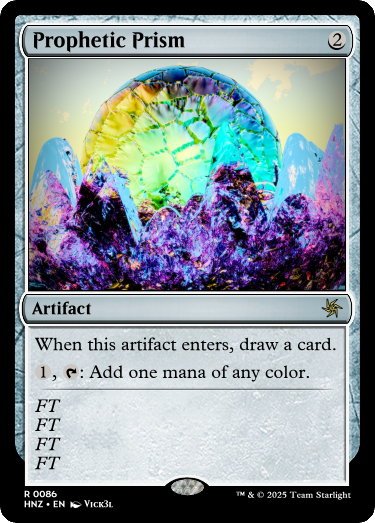 Prophetic Prism 2
Artifact
When this artifact enters, draw a card.
1, : Add one mana of any color.
FT
FT
FT
FT
R 0086
HNZ • EN Vick3l
™ & © 2025 Team Starlight